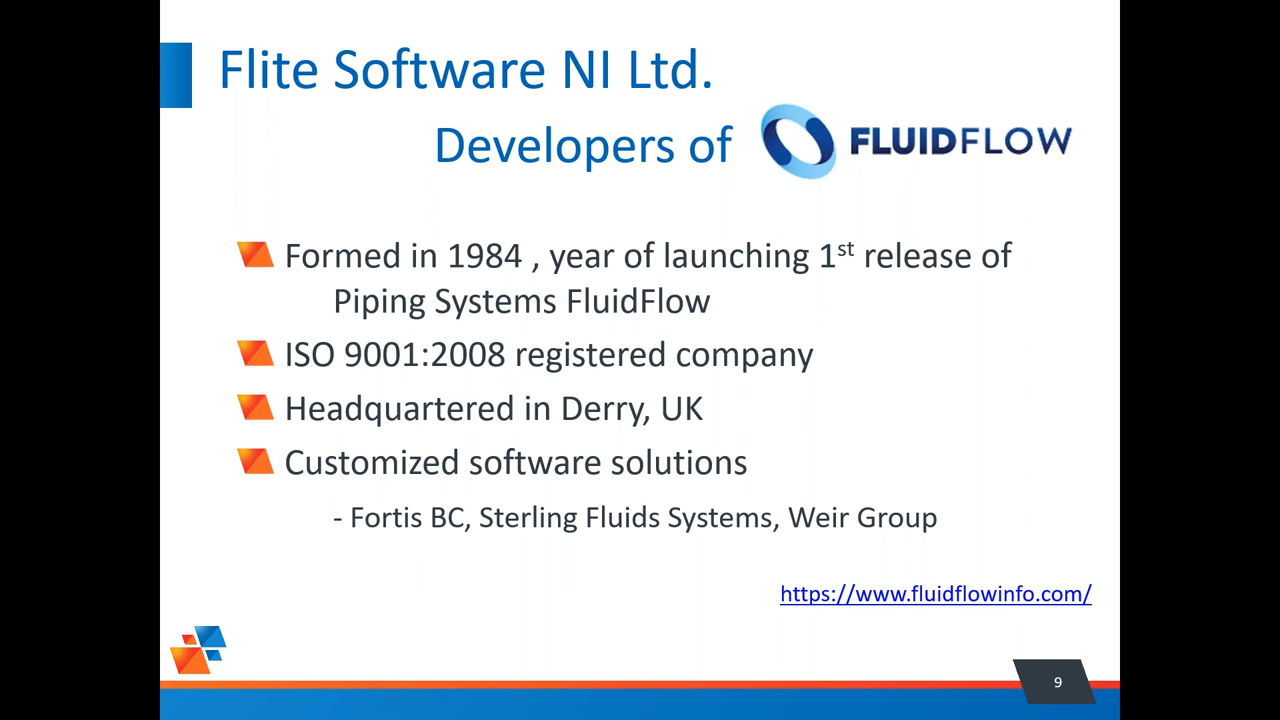 Flite Software NI Ltd.
Developers of FLUIDFLOW
Formed in 1984 , year of launching 1st release of
Piping Systems FluidFlow
ISO 9001:2008 registered company
Headquartered in Derry, UK
Customized software solutions
- Fortis BC, Sterling Fluids Systems, Weir Group
https://www.fluidflowinfo.com/
9